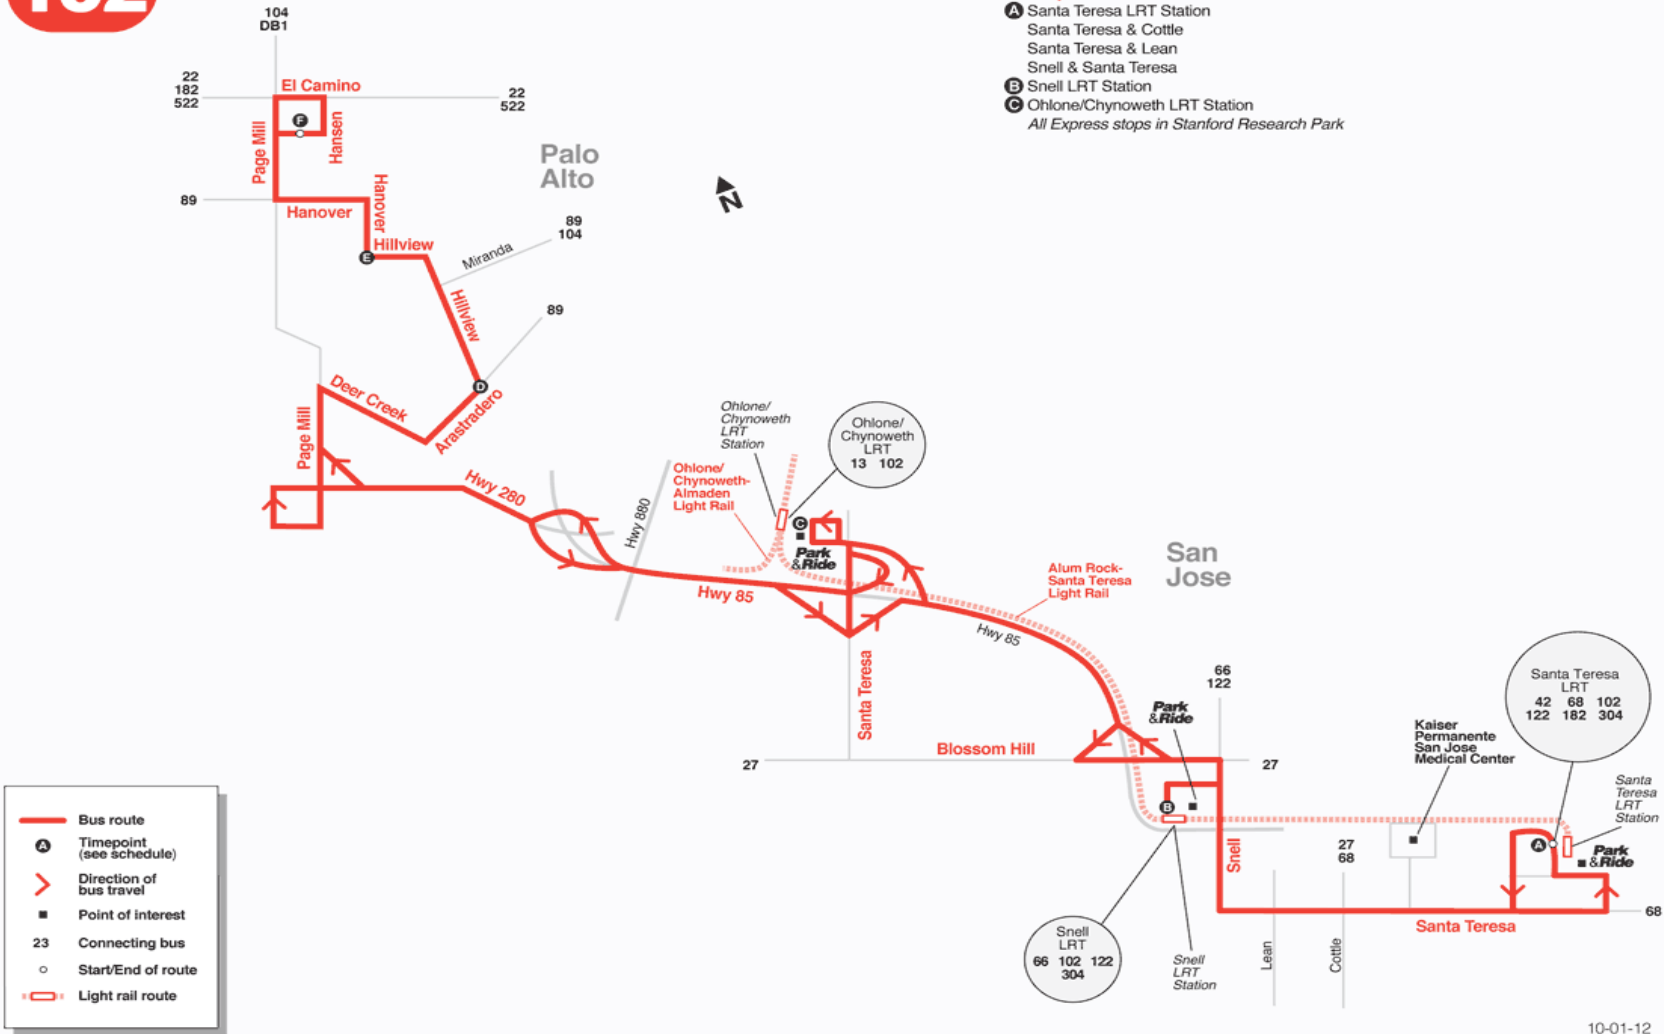 104
DB1
A Santa Teresa LRT Station
Santa Teresa & Cottle
Santa Teresa & Lean
Snell & Santa Teresa
B Snell LRT Station
C Ohlone/Chynoweth LRT Station
All Express stops in Stanford Research Park
22
182
522
El Camino
22
522
F
Page Mill
Hansen
Palo
Alto
N
89
Hanover
Hanover
Hillview
E
89
104
Miranda
Hillview
89
D
Deer Creek
Arastradero
Page Mill
Hwy 280
Hwy 880
Ohlone/
Chynoweth
LRT
Station
Ohlone/
Chynoweth
LRT
13 102
Ohlone/
Chynoweth-
Almaden
Light Rail
C
Park
&Ride
Hwy 85
San
Jose
Alum Rock-
Santa Teresa
Light Rail
Hwy 85
Santa Teresa
66
122
Park
&Ride
Blossom Hill
27
27
B
Snell
Santa Teresa
LRT
42 68 102
122 182 304
Kaiser
Permanente
San Jose
Medical Center
Santa
Teresa
LRT
Station
27
68
A
Park
&Ride
68
Santa Teresa
Lean
Cottle
Snell
LRT
66 102 122
304
Snell
LRT
Station
Bus route
A Timepoint
(see schedule)
Direction of
bus travel
Point of interest
23 Connecting bus
Start/End of route
Light rail route
10-01-12